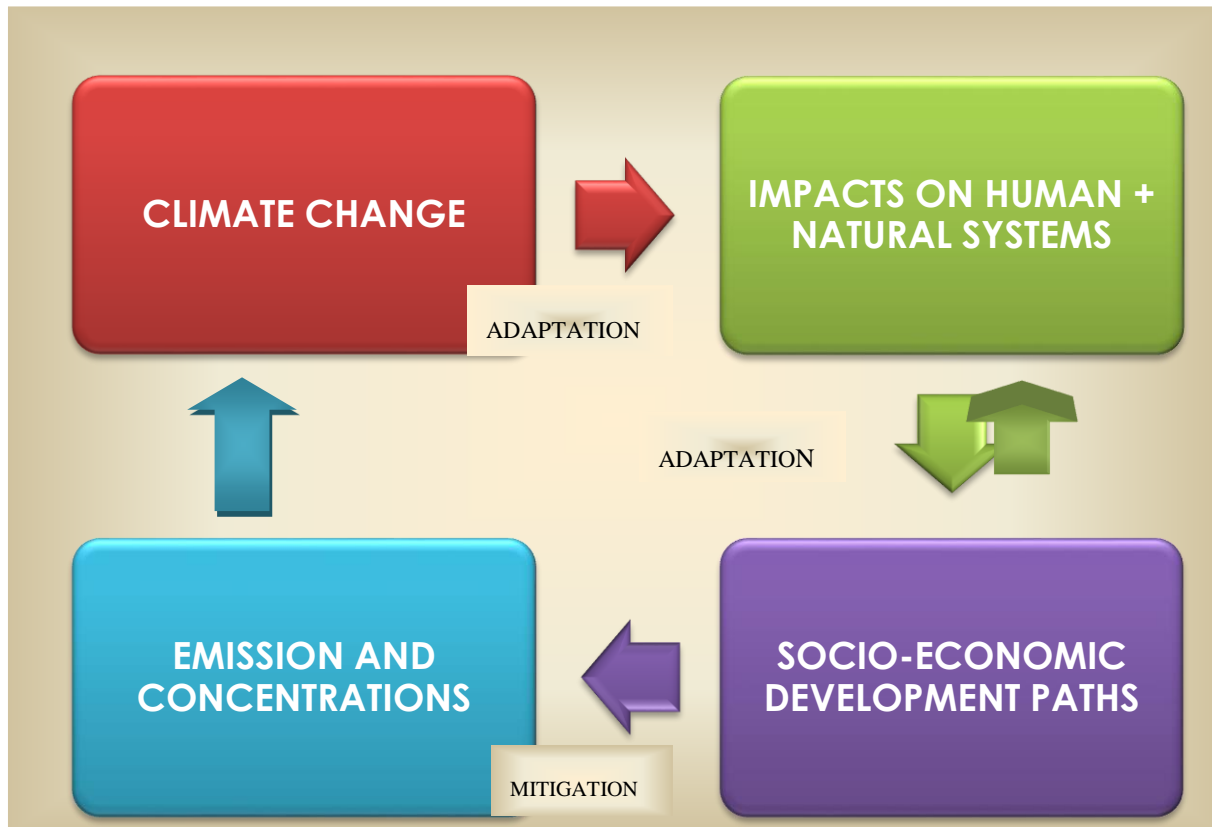 CLIMATE CHANGE
IMPACTS ON HUMAN +
NATURAL SYSTEMS
ADAPTATION
ADAPTATION
EMISSION AND
CONCENTRATIONS
SOCIO-ECONOMIC
DEVELOPMENT PATHS
MITIGATION